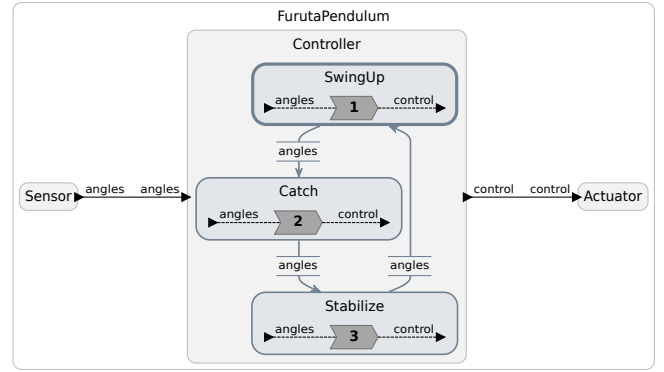 FurutaPendulum
Controller
SwingUp
angles 1 control
angles
Sensor angles angles
Catch
angles 2 control
control control Actuator
angles angles
Stabilize
angles 3 control